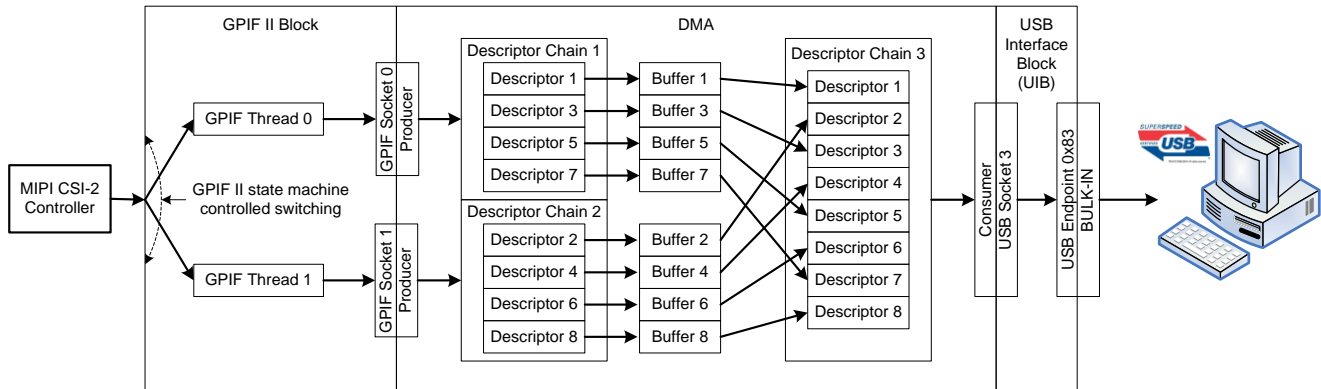 GPIF II Block
DMA
USB
Interface
Block
(UIB)
MIPI CSI-2
Controller
GPIF Thread 0
GPIF II state machine
controlled switching
GPIF Thread 1
GPIF Socket 0
Producer
GPIF Socket 1
Producer
Descriptor Chain 1
Descriptor 1
Descriptor 3
Descriptor 5
Descriptor 7
Descriptor Chain 2
Descriptor 2
Descriptor 4
Descriptor 6
Descriptor 8
Buffer 1
Buffer 3
Buffer 5
Buffer 7
Buffer 2
Buffer 4
Buffer 6
Buffer 8
Descriptor Chain 3
Descriptor 1
Descriptor 2
Descriptor 3
Descriptor 4
Descriptor 5
Descriptor 6
Descriptor 7
Descriptor 8
Consumer
USB Socket 3
USB Endpoint 0x83
BULK-IN
SUPERSPEED
USB